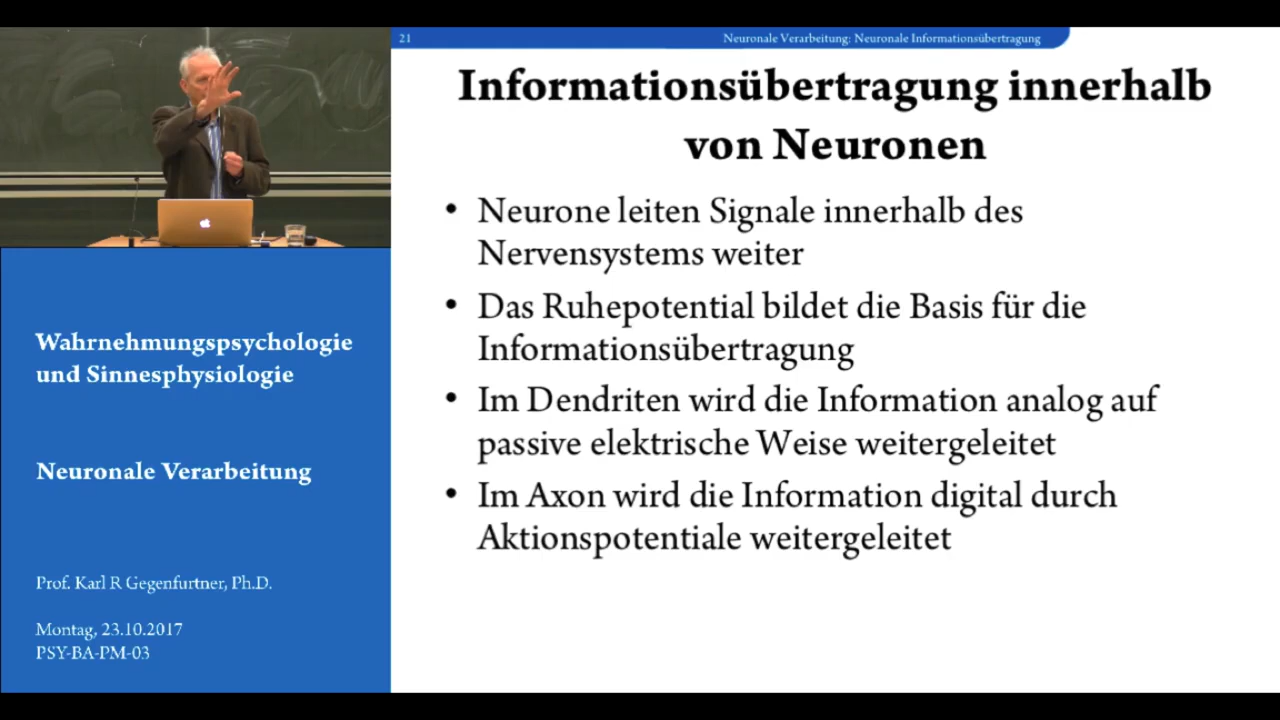 21
Neuronale Verarbeitung: Neuronale Informationsübertragung
Informationsübertragung innerhalb
von Neuronen
• Neurone leiten Signale innerhalb des
Nervensystems weiter
• Das Ruhepotential bildet die Basis für die
Informationsübertragung
• Im Dendriten wird die Information analog auf
passive elektrische Weise weitergeleitet
• Im Axon wird die Information digital durch
Aktionspotentiale weitergeleitet
Wahrnehmungspsychologie
und Sinnesphysiologie
Neuronale Verarbeitung
Prof. Karl R Gegenfurtner, Ph.D.
Montag, 23.10.2017
PSY-BA-PM-03